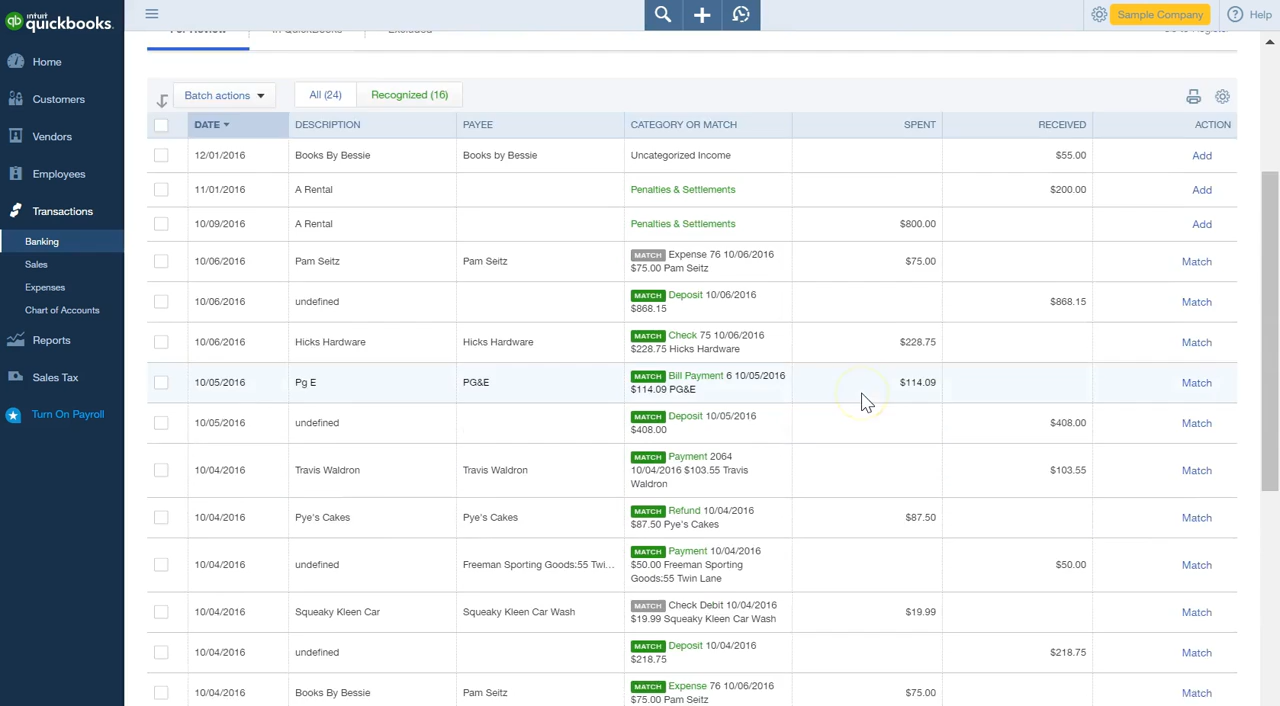 intuit
quickbooks.
Sample Company
Help
For Review
In QuickBooks
Excluded
Go to Register
Home
Customers
Vendors
Employees
Transactions
Banking
Sales
Expenses
Chart of Accounts
Reports
Sales Tax
Turn On Payroll
Batch actions
All (24)
Recognized (16)
DATE DESCRIPTION PAYEE CATEGORY OR MATCH SPENT RECEIVED ACTION
12/01/2016 Books By Bessie Books by Bessie Uncategorized Income $55.00 Add
11/01/2016 A Rental Penalties & Settlements $200.00 Add
10/09/2016 A Rental Penalties & Settlements $800.00 Add
10/06/2016 Pam Seitz Pam Seitz MATCH Expense 76 10/06/2016
$75.00 Pam Seitz $75.00 Match
10/06/2016 undefined MATCH Deposit 10/06/2016
$868.15 $868.15 Match
10/06/2016 Hicks Hardware Hicks Hardware MATCH Check 75 10/06/2016
$228.75 Hicks Hardware $228.75 Match
10/05/2016 Pg E PG&E MATCH Bill Payment 6 10/05/2016
$114.09 PG&E $114.09 Match
10/05/2016 undefined MATCH Deposit 10/05/2016
$408.00 $408.00 Match
10/04/2016 Travis Waldron Travis Waldron MATCH Payment 2064
10/04/2016 $103.55 Travis
Waldron $103.55 Match
10/04/2016 Pye's Cakes Pye's Cakes MATCH Refund 10/04/2016
$87.50 Pye's Cakes $87.50 Match
10/04/2016 undefined Freeman Sporting Goods:55 Twi... MATCH Payment 10/04/2016
$50.00 Freeman Sporting
Goods:55 Twin Lane $50.00 Match
10/04/2016 Squeaky Kleen Car Squeaky Kleen Car Wash MATCH Check Debit 10/04/2016
$19.99 Squeaky Kleen Car Wash $19.99 Match
10/04/2016 undefined MATCH Deposit 10/04/2016
$218.75 $218.75 Match
10/04/2016 Books By Bessie Pam Seitz MATCH Expense 76 10/06/2016
$75.00 Pam Seitz $75.00 Match